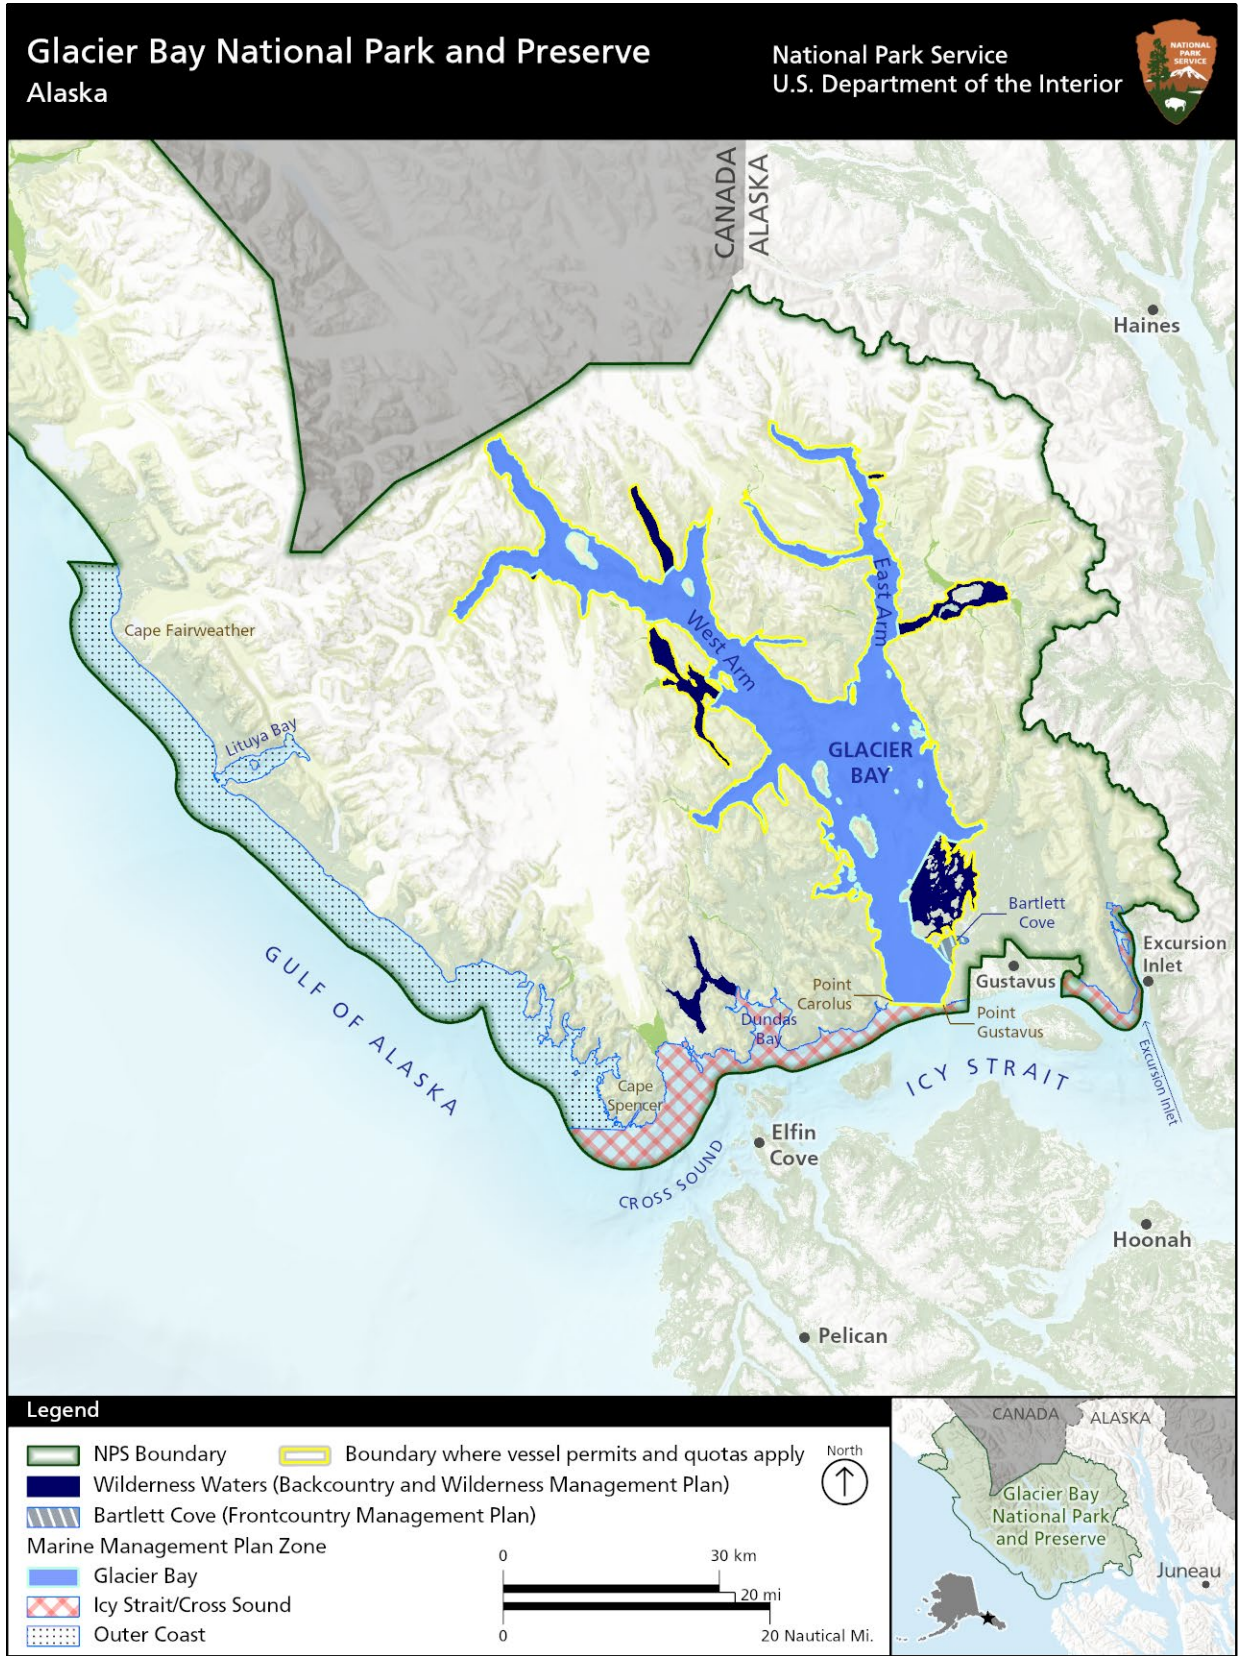 Glacier Bay National Park and Preserve
Alaska
National Park Service
U.S. Department of the Interior
NATIONAL
PARK
SERVICE
CANADA
ALASKA
Haines
Cape Fairweather
Lituya Bay
West Arm
East Arm
GLACIER
BAY
Bartlett
Cove
Excursion
Inlet
Gustavus
Point
Carolus
Point
Gustavus
Dundas
Bay
Cape
Spencer
GULF OF ALASKA
ICY STRAIT
Excursion Inlet
CROSS SOUND
Elfin
Cove
Hoonah
Pelican
Legend
NPS Boundary
Boundary where vessel permits and quotas apply
Wilderness Waters (Backcountry and Wilderness Management Plan)
Bartlett Cove (Frontcountry Management Plan)
Marine Management Plan Zone
Glacier Bay
Icy Strait/Cross Sound
Outer Coast
North
0
30 km
20 mi
0
20 Nautical Mi.
CANADA
ALASKA
Glacier Bay
National Park
and Preserve
Juneau